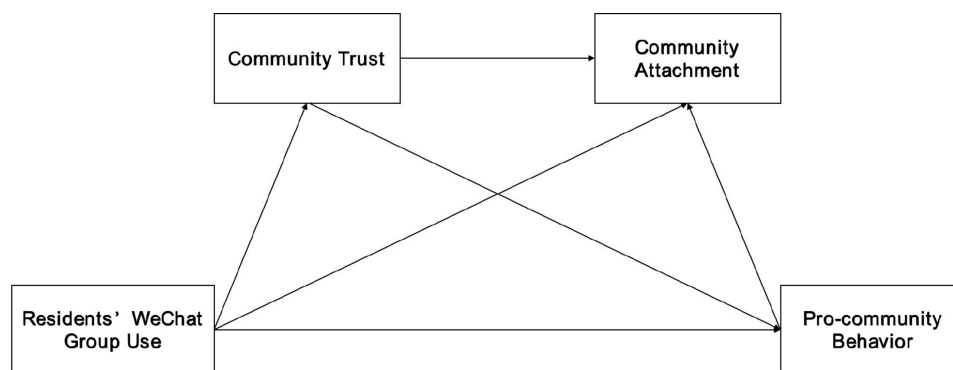 Community Trust
Community
Attachment
Residents’ WeChat
Group Use
Pro-community
Behavior